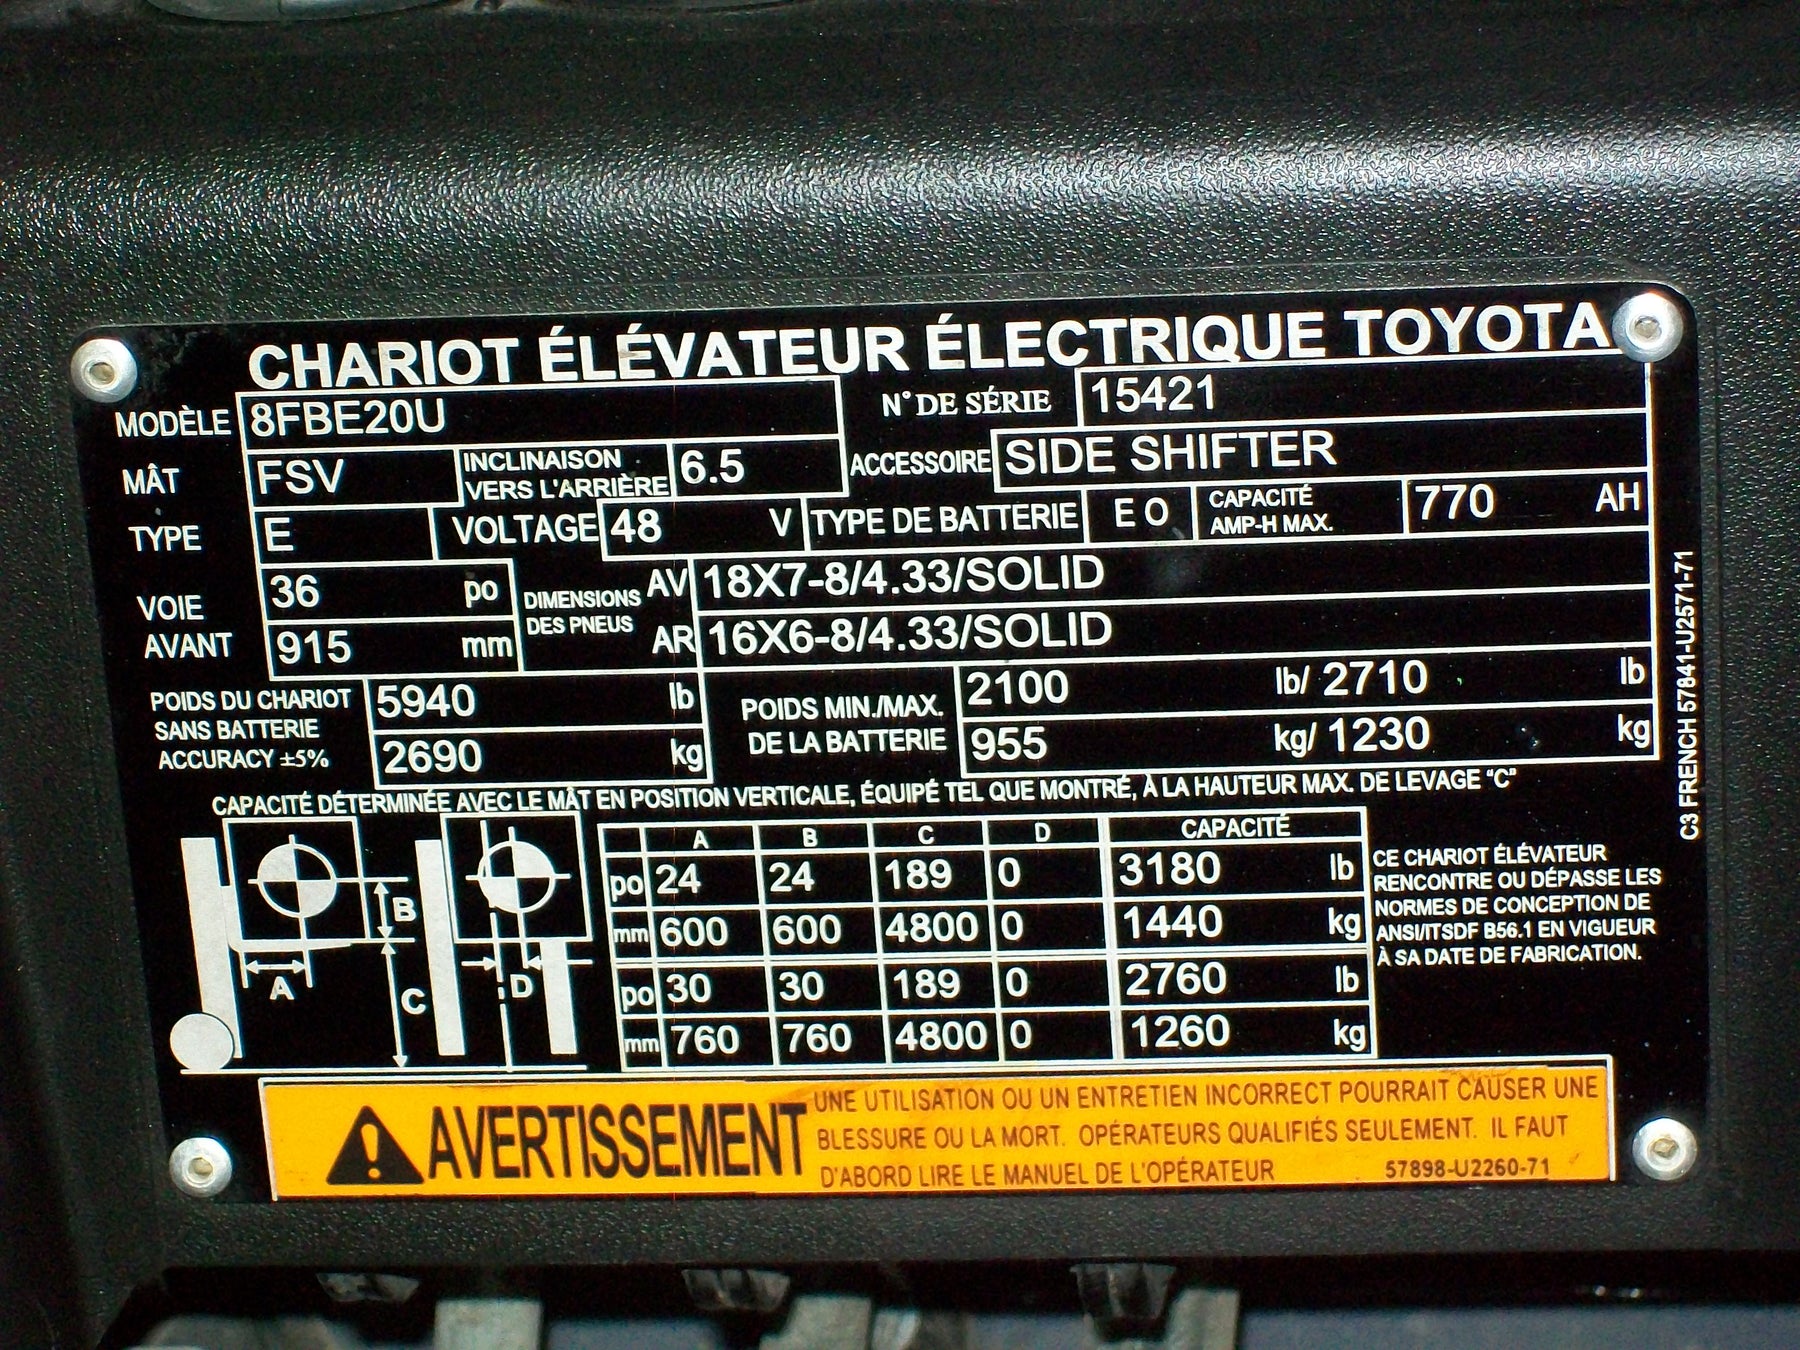 CHARIOT ÉLÉVATEUR ÉLECTRIQUE TOYOTA
MODÈLE 8FBE20U N° DE SÉRIE 15421
MÂT FSV INCLINAISON VERS L'ARRIÈRE 6.5 ACCESSOIRE SIDE SHIFTER
TYPE E VOLTAGE 48 V TYPE DE BATTERIE E O CAPACITÉ AMP-H MAX. 770 AH
VOIE AVANT 36 po DIMENSIONS DES PNEUS AV 18X7-8/4.33/SOLID
915 mm AR 16X6-8/4.33/SOLID
POIDS DU CHARIOT SANS BATTERIE ACCURACY ±5% 5940 lb POIDS MIN./MAX. DE LA BATTERIE 2100 lb/ 2710 lb
2690 kg 955 kg/ 1230 kg
CAPACITÉ DÉTERMINÉE AVEC LE MÂT EN POSITION VERTICALE, ÉQUIPÉ TEL QUE MONTRÉ, À LA HAUTEUR MAX. DE LEVAGE "C"
A B C D
A B C D CAPACITÉ
po 24 24 189 0 3180 lb
mm 600 600 4800 0 1440 kg
po 30 30 189 0 2760 lb
mm 760 760 4800 0 1260 kg
CE CHARIOT ÉLÉVATEUR
RENCONTRE OU DÉPASSE LES
NORMES DE CONCEPTION DE
ANSI/ITSDF B56.1 EN VIGUEUR
À SA DATE DE FABRICATION.
C3 FRENCH 57841-U2571-71
AVERTISSEMENT
UNE UTILISATION OU UN ENTRETIEN INCORRECT POURRAIT CAUSER UNE
BLESSURE OU LA MORT. OPÉRATEURS QUALIFIÉS SEULEMENT. IL FAUT
D'ABORD LIRE LE MANUEL DE L'OPÉRATEUR 57898-U2260-71